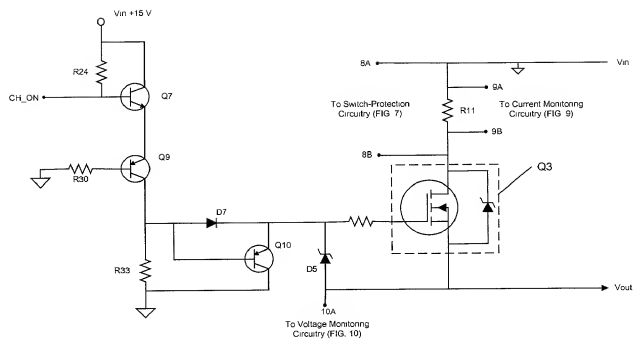 Vin +15 V
R24
CH_ON
Q7
Q9
R30
R33
D7
Q10
D5
10A
To Voltage Monitoring
Circuitry (FIG. 10)
8A
Vin
9A
To Switch-Protection
Circuitry (FIG 7)
R11
To Current Monitoring
Circuitry (FIG 9)
9B
8B
Q3
Vout